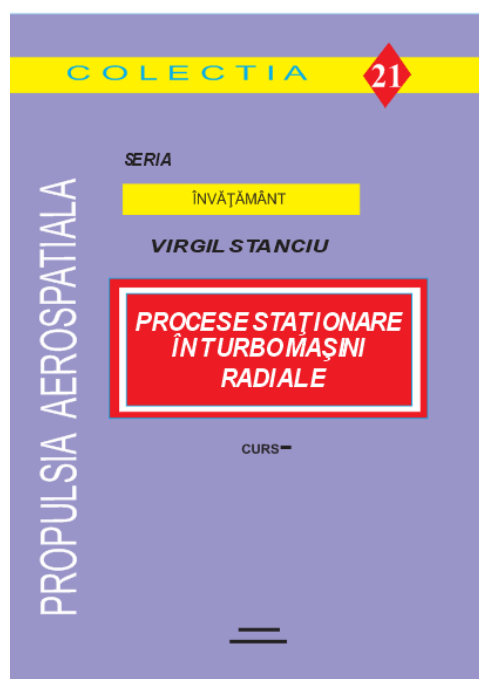 COLECTIA 21
SERIA
ÎNVĂŢĂMÂNT
VIRGIL STANCIU
PROCESE STAŢIONARE
ÎN TURBOMAŞINI
RADIALE
CURS-
PROPULSIA AEROSPATIALA